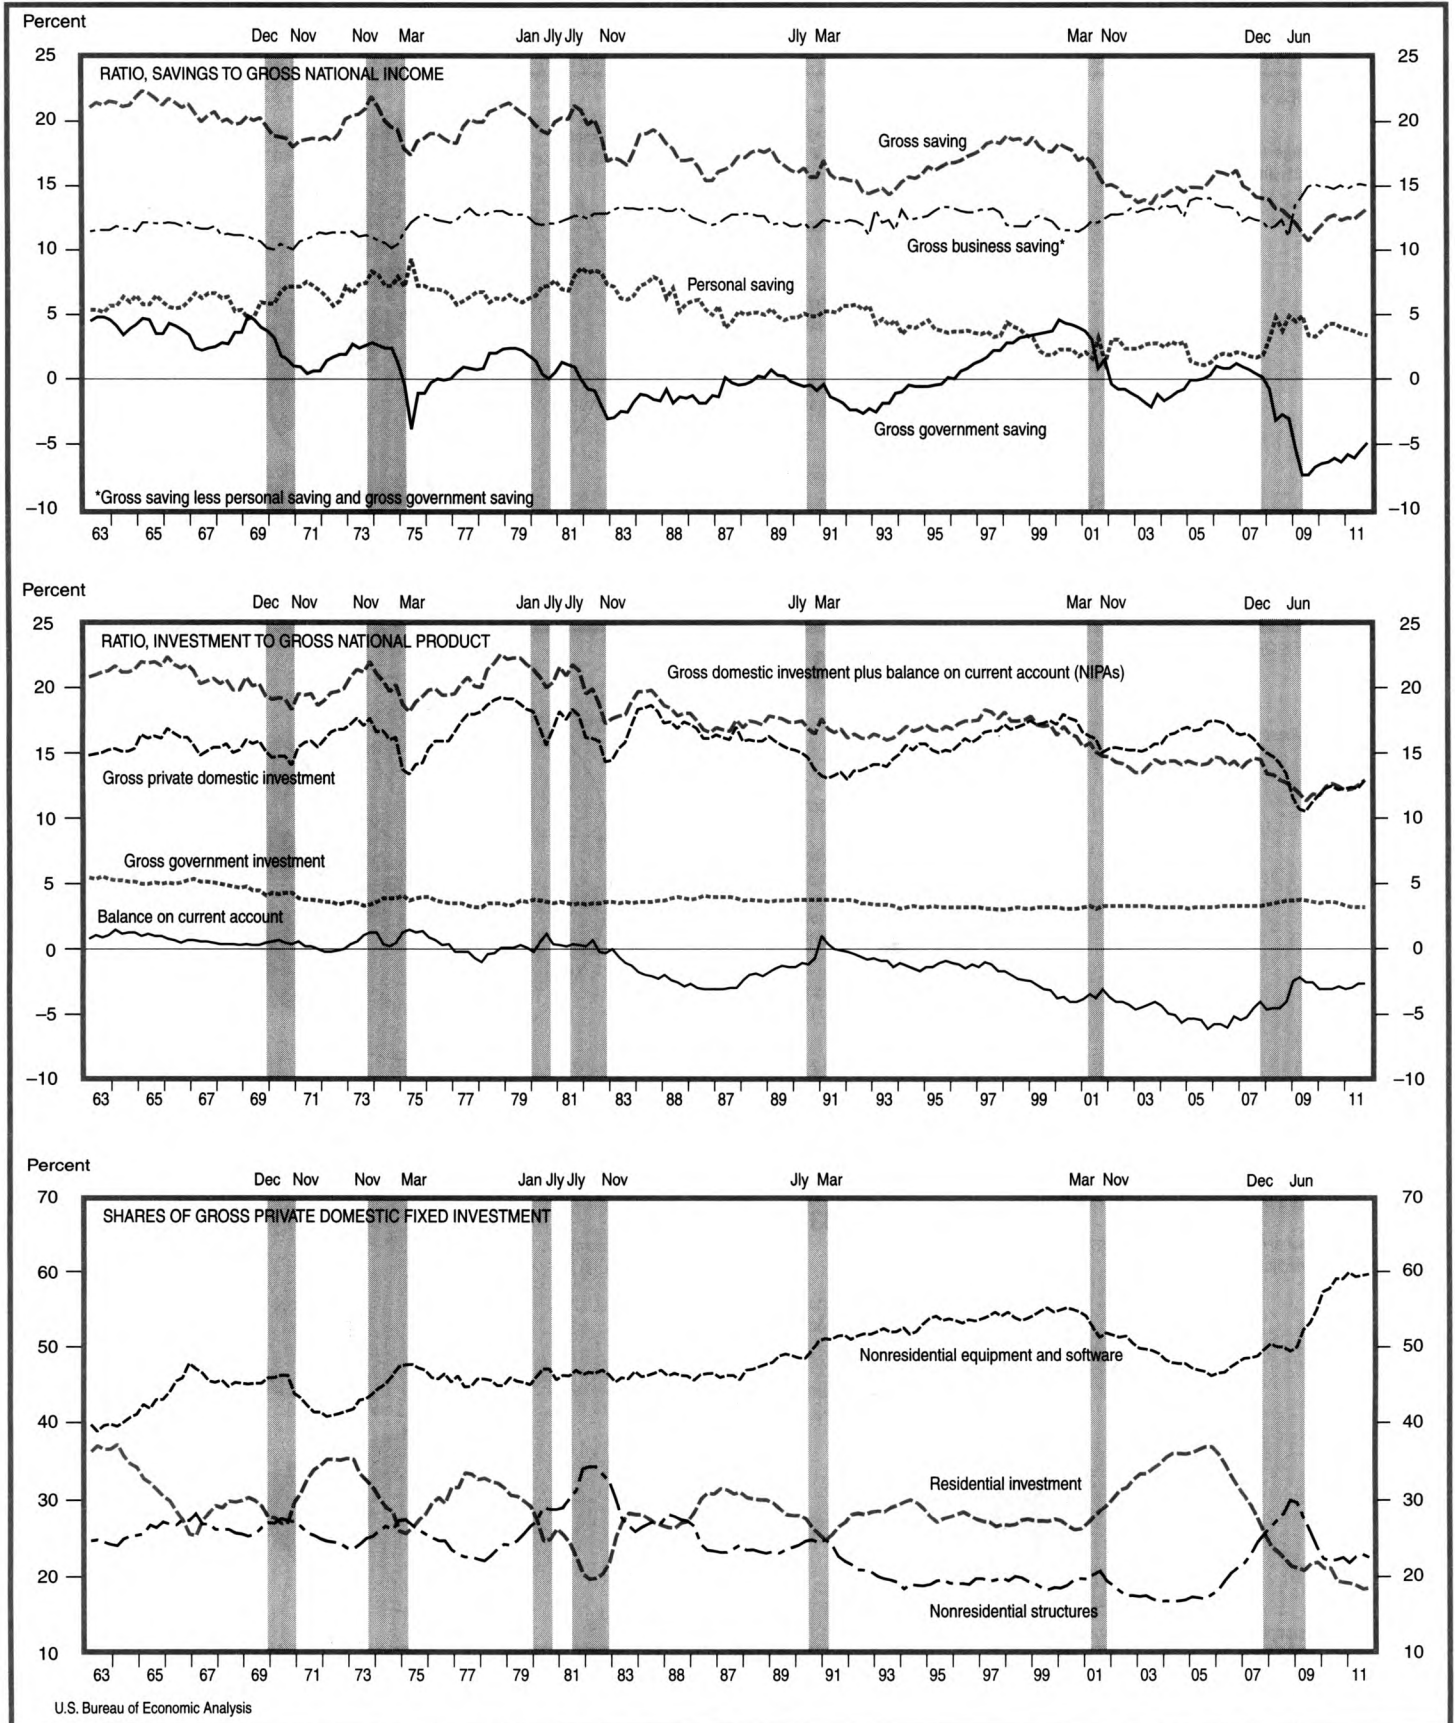 Percent
Dec Nov Nov Mar Jan Jly Jly Nov Jly Mar Mar Nov Dec Jun
RATIO, SAVINGS TO GROSS NATIONAL INCOME
25 25
20 20
15 15
10 10
5 5
0 0
–5 –5
–10 –10
Gross saving
Gross business saving*
Personal saving
Gross government saving
*Gross saving less personal saving and gross government saving
63 65 67 69 71 73 75 77 79 81 83 88 87 89 91 93 95 97 99 01 03 05 07 09 11
Percent
Dec Nov Nov Mar Jan Jly Jly Nov Jly Mar Mar Nov Dec Jun
RATIO, INVESTMENT TO GROSS NATIONAL PRODUCT
25 25
20 20
15 15
10 10
5 5
0 0
–5 –5
–10 –10
Gross domestic investment plus balance on current account (NIPAs)
Gross private domestic investment
Gross government investment
Balance on current account
63 65 67 69 71 73 75 77 79 81 83 88 87 89 91 93 95 97 99 01 03 05 07 09 11
Percent
Dec Nov Nov Mar Jan Jly Jly Nov Jly Mar Mar Nov Dec Jun
SHARES OF GROSS PRIVATE DOMESTIC FIXED INVESTMENT
70 70
60 60
50 50
40 40
30 30
20 20
10 10
Nonresidential equipment and software
Residential investment
Nonresidential structures
63 65 67 69 71 73 75 77 79 81 83 88 87 89 91 93 95 97 99 01 03 05 07 09 11
U.S. Bureau of Economic Analysis